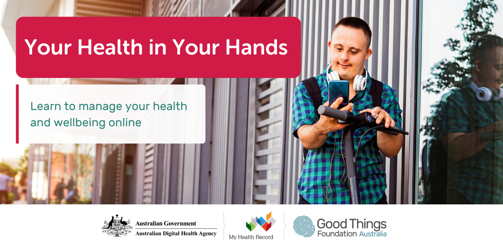 Your Health in Your Hands
Learn to manage your health
and wellbeing online
Australian Government
Australian Digital Health Agency
My Health Record
Good Things
Foundation Australia